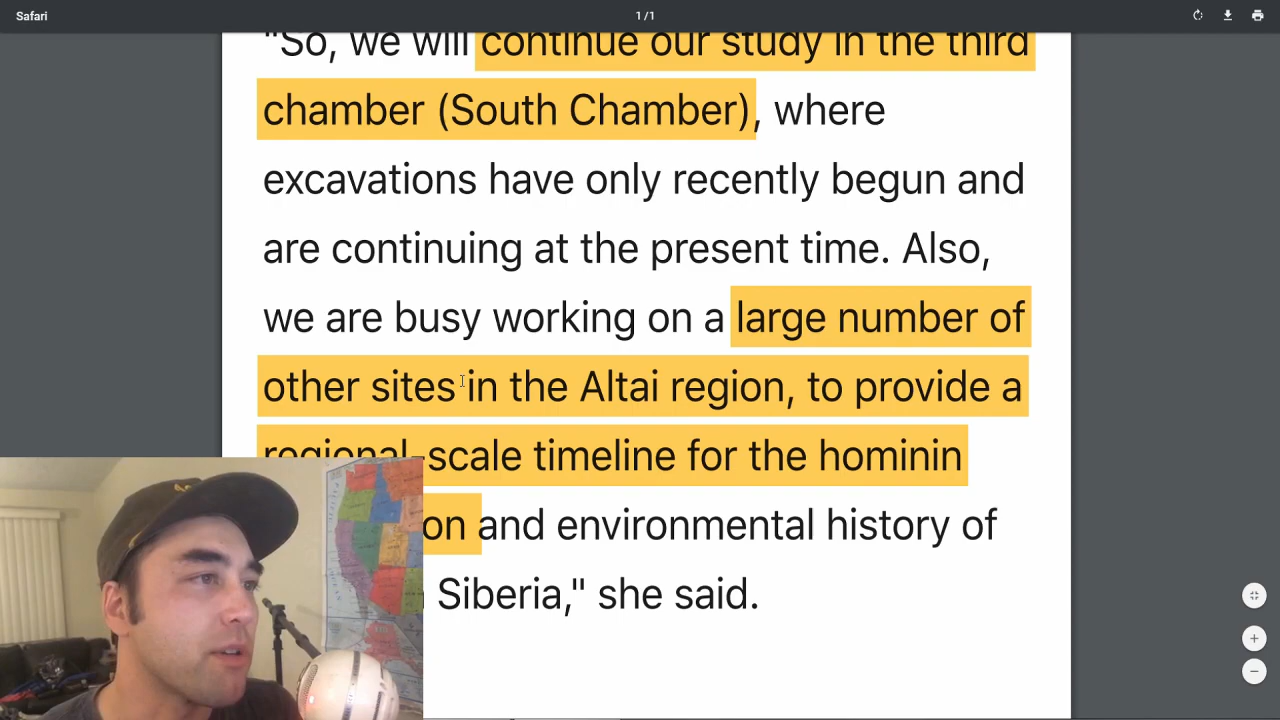 Safari
1 / 1
"So, we will continue our study in the third
chamber (South Chamber), where
excavations have only recently begun and
are continuing at the present time. Also,
we are busy working on a large number of
other sites in the Altai region, to provide a
regional-scale timeline for the hominin
on and environmental history of
Siberia," she said.